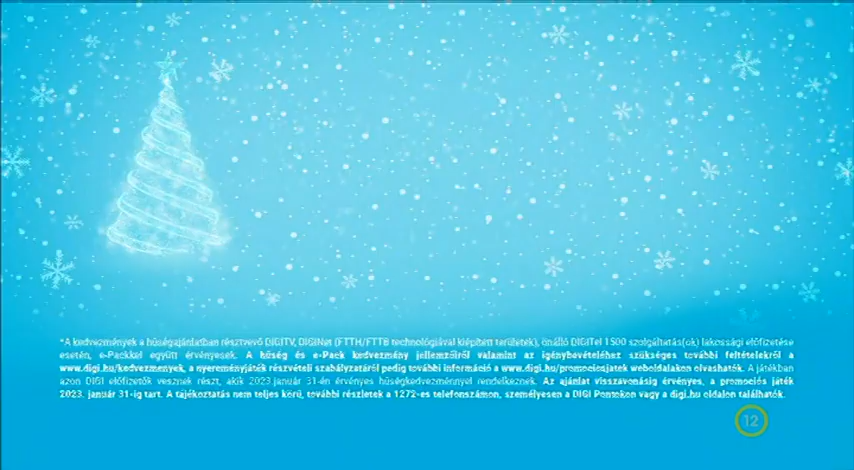 *A kedvezmények a hűségajánlatban résztvevő DIGITV, DIGINet (FTTH/FTTB technológiával kiépített területek), önálló DIGITel 1500 szolgáltatás(ok) lakossági előfizetése
esetén, e-Packkel együtt érvényesek. A hűség és e-Pack kedvezmény jellemzőiről valamint az igénybevételéhez szükséges további feltételekről a
www.digi.hu/kedvezmenyek, a nyereményjáték részvételi szabályzatáról pedig további információ a www.digi.hu/promociosjatek weboldalakon olvashatók. A játékban
azon DIGI előfizetők vesznek részt, akik 2023.január 31-én érvényes hűségkedvezménnyel rendelkeznek. Az ajánlat visszavonásig érvényes, a promóciós játék
2023. január 31-ig tart. A tájékoztatás nem teljes körű, további részletek a 1272-es telefonszámon, személyesen a DIGI Pontokon vagy a digi.hu oldalon találhatók.
12